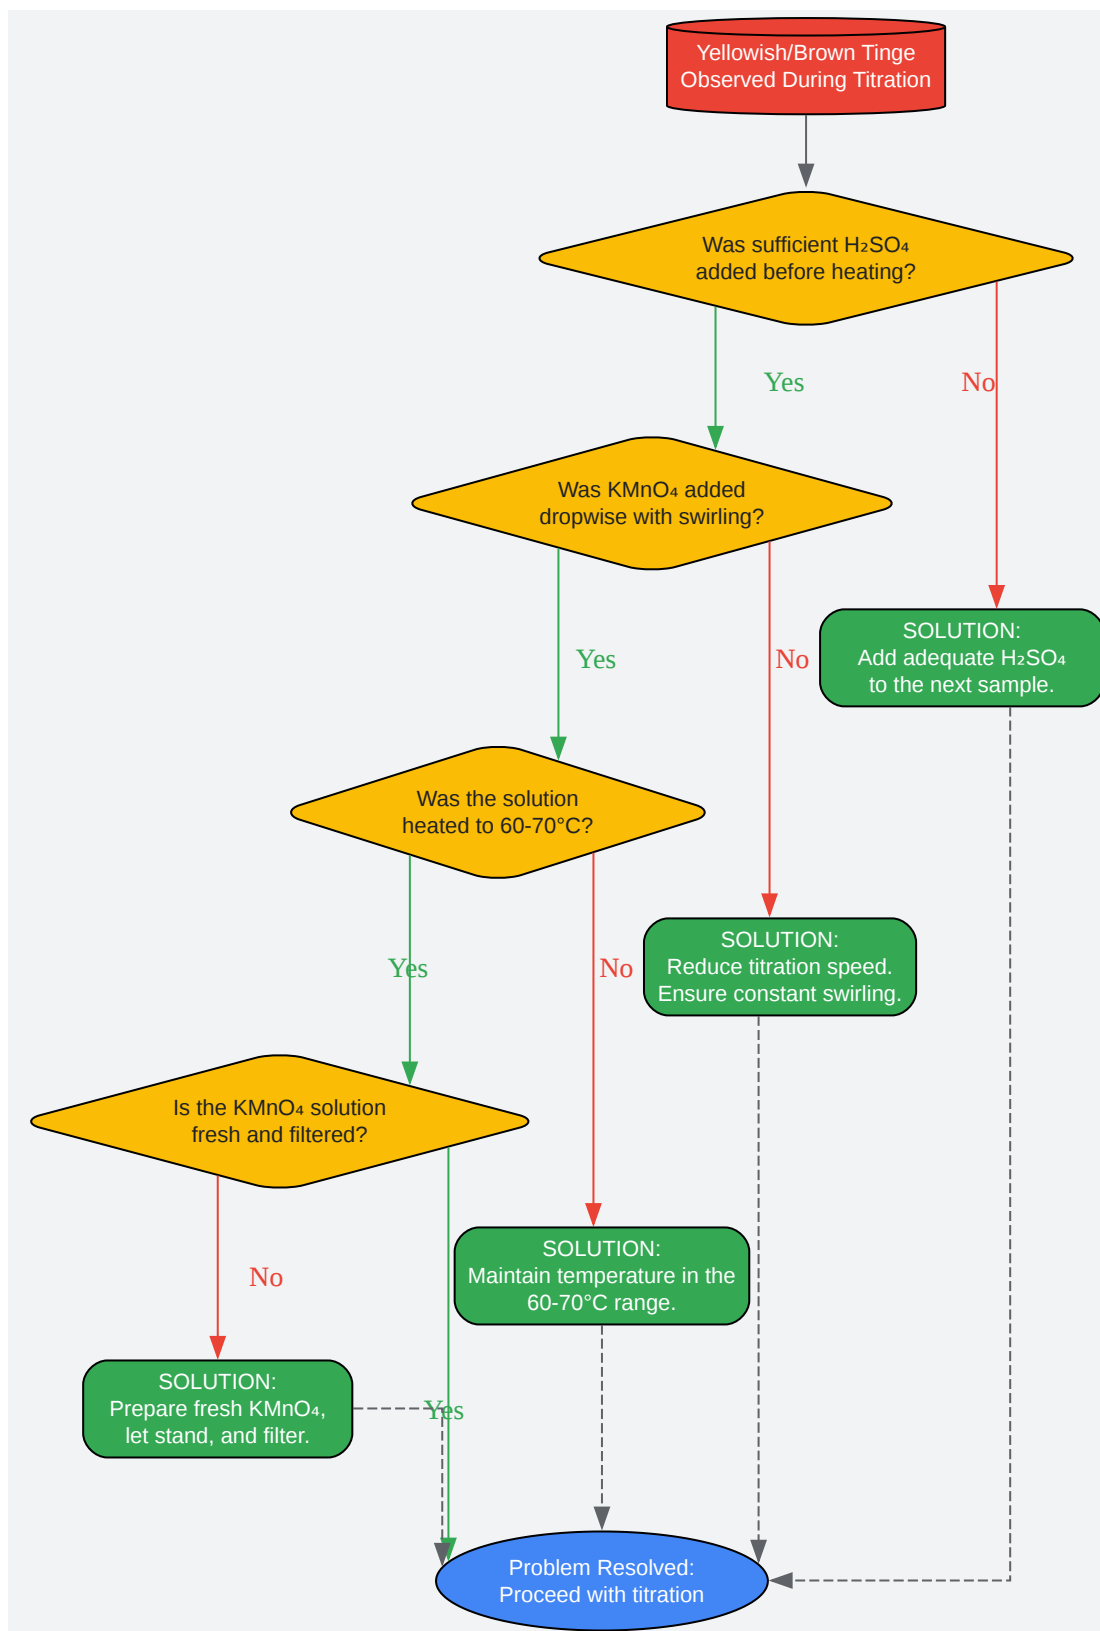 Yellowish/Brown Tinge
Observed During Titration
Was sufficient H₂SO₄
added before heating?
Yes
No
Was KMnO₄ added
dropwise with swirling?
Yes
No
SOLUTION:
Add adequate H₂SO₄
to the next sample.
Was the solution
heated to 60-70°C?
Yes
No
SOLUTION:
Reduce titration speed.
Ensure constant swirling.
Is the KMnO₄ solution
fresh and filtered?
No
Yes
SOLUTION:
Maintain temperature in the
60-70°C range.
SOLUTION:
Prepare fresh KMnO₄,
let stand, and filter.
Problem Resolved:
Proceed with titration